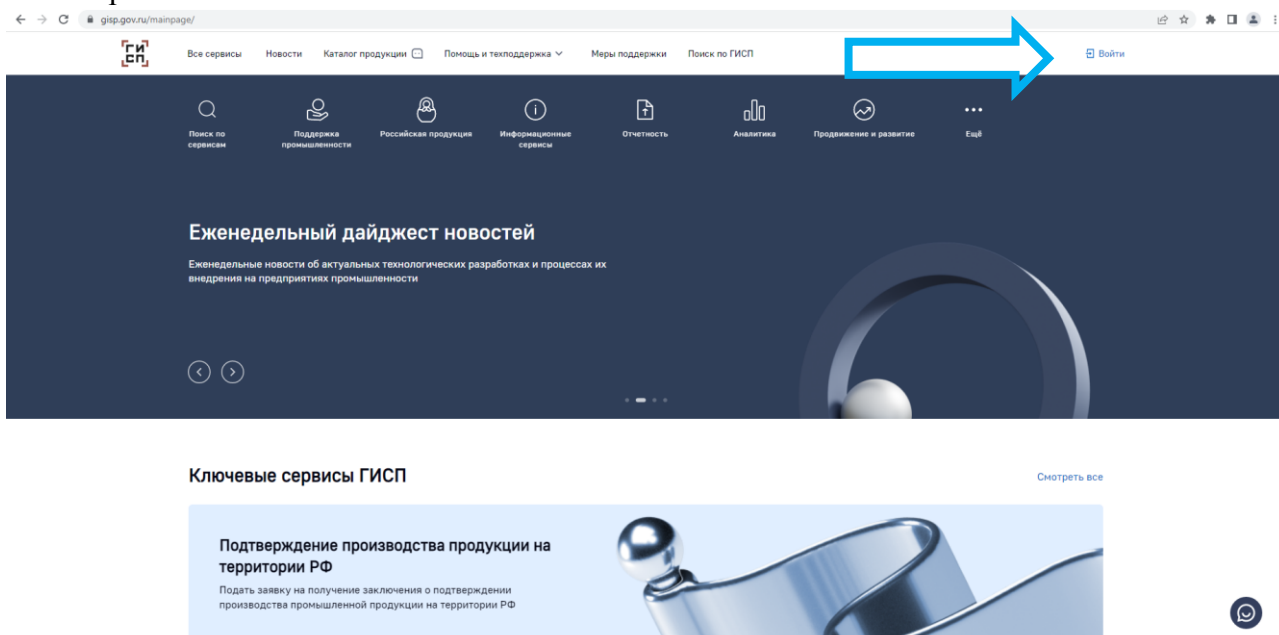 gisp.gov.ru/mainpage/
ГИ
СП
Все сервисы Новости Каталог продукции Помощь и техподдержка Меры поддержки Поиск по ГИСП Войти
Поиск по сервисам
Поддержка промышленности
Российская продукция
Информационные сервисы
Отчетность
Аналитика
Продвижение и развитие
Ещё
Еженедельный дайджест новостей
Еженедельные новости об актуальных технологических разработках и процессах их
внедрения на предприятиях промышленности
Ключевые сервисы ГИСП
Смотреть все
Подтверждение производства продукции на
территории РФ
Подать заявку на получение заключения о подтверждении
производства промышленной продукции на территории РФ